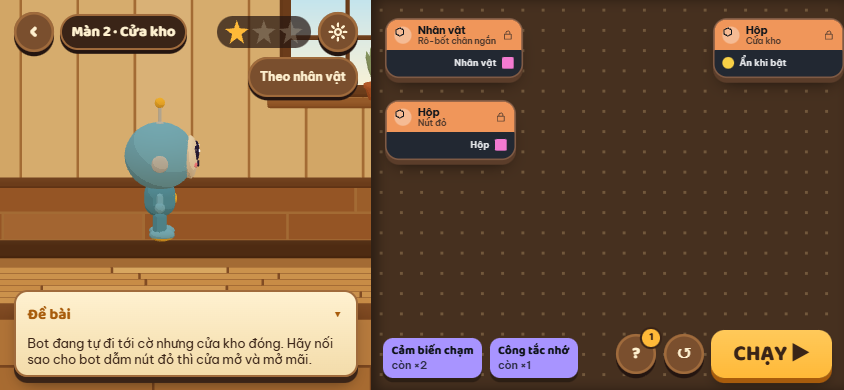 Màn 2 · Cửa kho
Theo nhân vật
Đề bài
Bot đang tự đi tới cờ nhưng cửa kho đóng. Hãy nối
sao cho bot dẫm nút đỏ thì cửa mở và mở mãi.
Nhân vật
Rô-bốt chân ngắn
Nhân vật
Hộp
Cửa kho
Ẩn khi bật
Hộp
Nút đỏ
Hộp
Cảm biến chạm
còn ×2
Công tắc nhớ
còn ×1
?
1
CHẠY